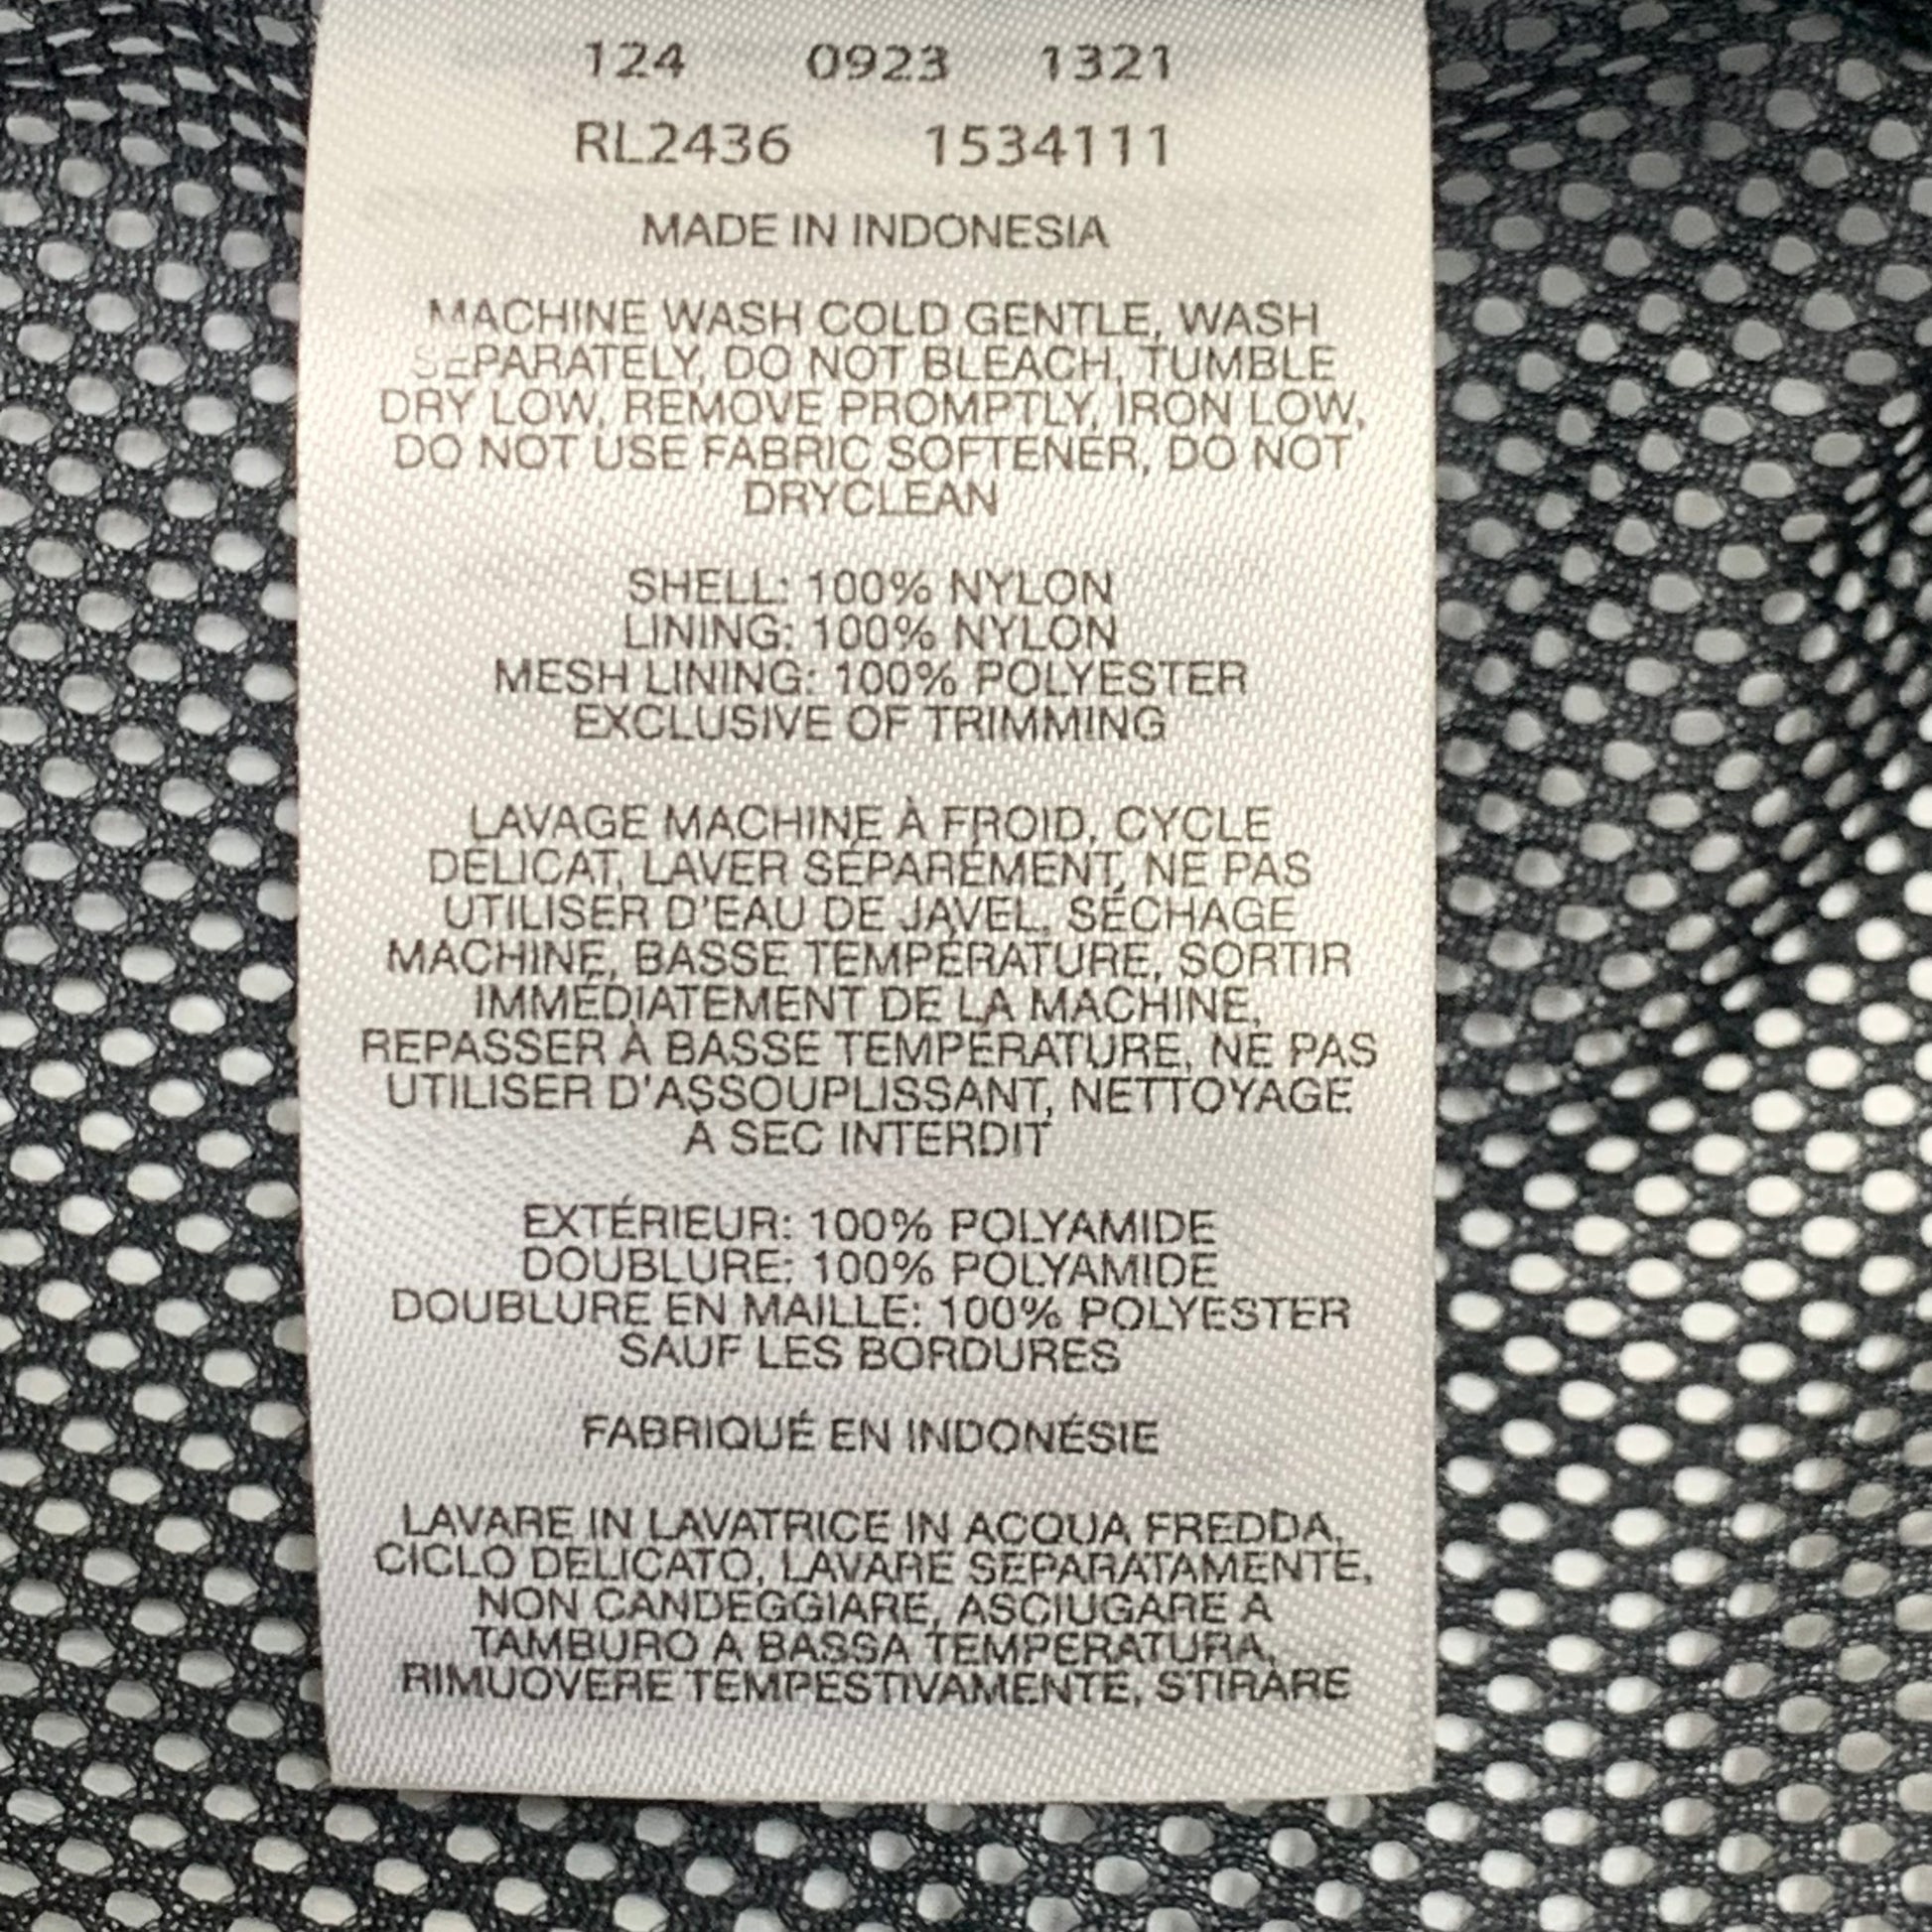 124 0923 1321
RL2436 1534111
MADE IN INDONESIA
MACHINE WASH COLD GENTLE, WASH
SEPARATELY, DO NOT BLEACH, TUMBLE
DRY LOW, REMOVE PROMPTLY, IRON LOW,
DO NOT USE FABRIC SOFTENER, DO NOT
DRYCLEAN
SHELL: 100% NYLON
LINING: 100% NYLON
MESH LINING: 100% POLYESTER
EXCLUSIVE OF TRIMMING
LAVAGE MACHINE À FROID, CYCLE
DÉLICAT, LAVER SÉPARÉMENT, NE PAS
UTILISER D'EAU DE JAVEL, SÉCHAGE
MACHINE, BASSE TEMPÉRATURE, SORTIR
IMMÉDIATEMENT DE LA MACHINE,
REPASSER À BASSE TEMPÉRATURE, NE PAS
UTILISER D'ASSOUPLISSANT, NETTOYAGE
À SEC INTERDIT
EXTÉRIEUR: 100% POLYAMIDE
DOUBLURE: 100% POLYAMIDE
DOUBLURE EN MAILLE: 100% POLYESTER
SAUF LES BORDURES
FABRIQUÉ EN INDONÉSIE
LAVARE IN LAVATRICE IN ACQUA FREDDA,
CICLO DELICATO, LAVARE SEPARATAMENTE,
NON CANDEGGIARE, ASCIUGARE A
TAMBURO A BASSA TEMPERATURA,
RIMUOVERE TEMPESTIVAMENTE, STIRARE